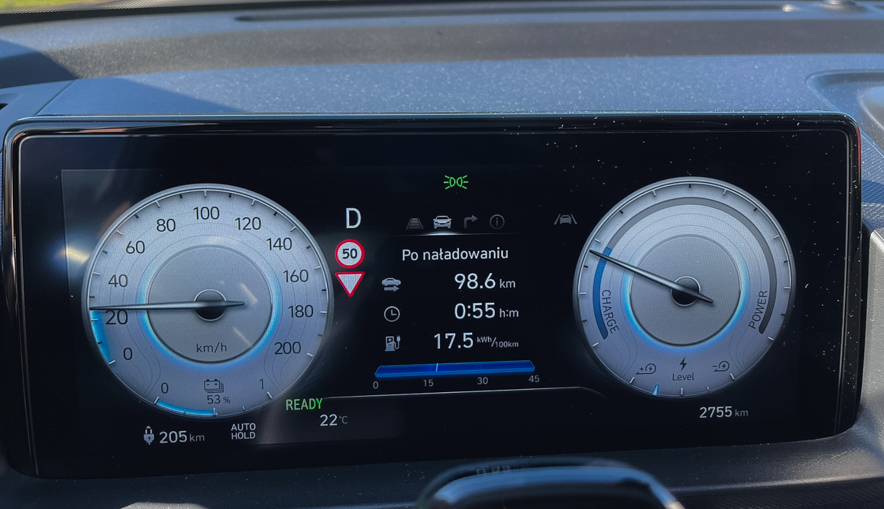 D
50
Po naładowaniu
98.6 km
0:55 h:m
17.5 kWh/100km
0 15 30 45
0
20
40
60
80
100
120
140
160
180
200
km/h
0 1
53 %
205 km
AUTO
HOLD
READY
22 °C
CHARGE
POWER
Level
2755 km